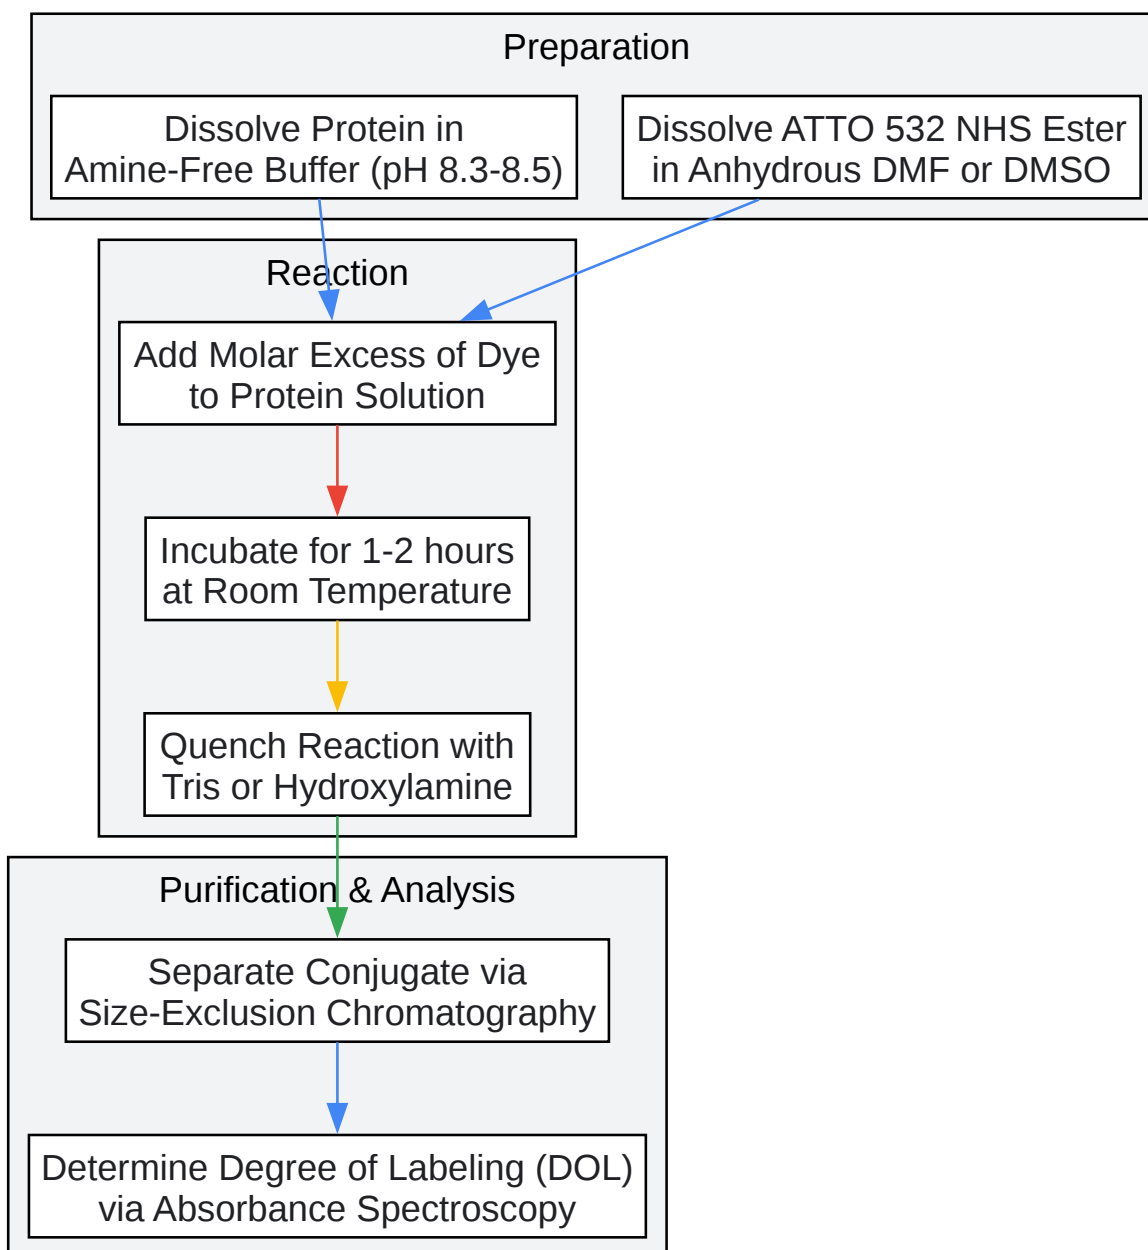 Preparation
Dissolve Protein in
Amine-Free Buffer (pH 8.3-8.5)
Dissolve ATTO 532 NHS Ester
in Anhydrous DMF or DMSO
Reaction
Add Molar Excess of Dye
to Protein Solution
Incubate for 1-2 hours
at Room Temperature
Quench Reaction with
Tris or Hydroxylamine
Purification & Analysis
Separate Conjugate via
Size-Exclusion Chromatography
Determine Degree of Labeling (DOL)
via Absorbance Spectroscopy